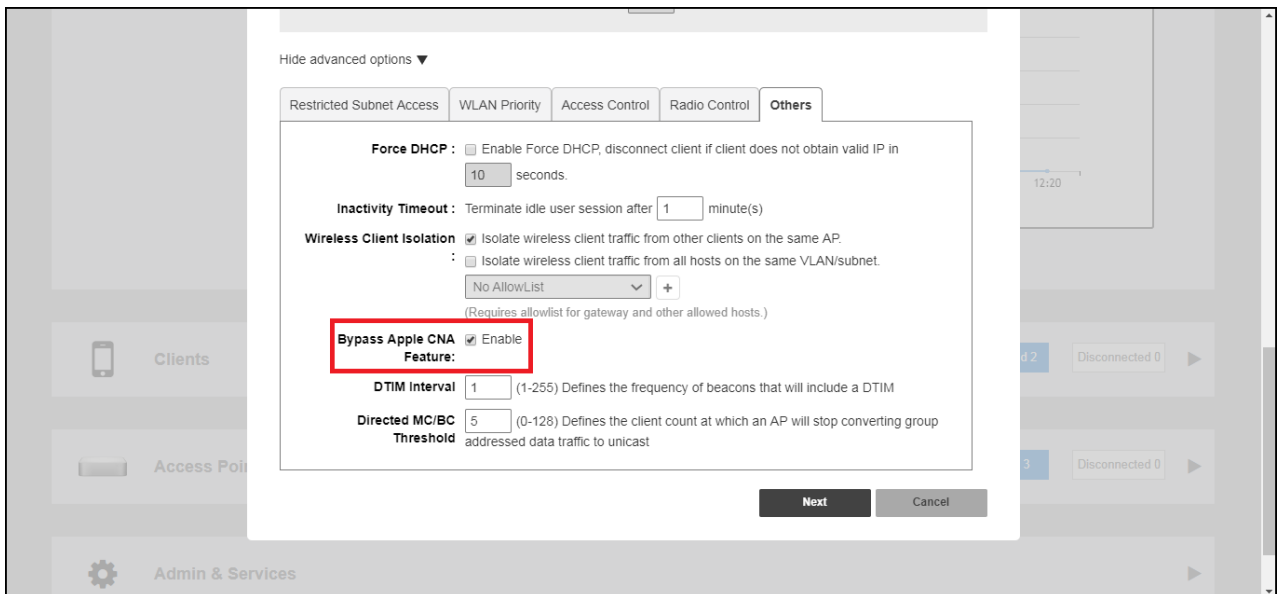 Hide advanced options ▼
Restricted Subnet Access WLAN Priority Access Control Radio Control Others
Force DHCP : Enable Force DHCP, disconnect client if client does not obtain valid IP in
10 seconds.
12:20
Inactivity Timeout : Terminate idle user session after 1 minute(s)
Wireless Client Isolation Isolate wireless client traffic from other clients on the same AP.
: Isolate wireless client traffic from all hosts on the same VLAN/subnet.
No AllowList +
(Requires allowlist for gateway and other allowed hosts.)
Bypass Apple CNA Enable
Feature:
Clients d 2 Disconnected 0
DTIM Interval 1 (1-255) Defines the frequency of beacons that will include a DTIM
Directed MC/BC 5 (0-128) Defines the client count at which an AP will stop converting group
Threshold addressed data traffic to unicast
Access Poi 3 Disconnected 0
Next Cancel
Admin & Services